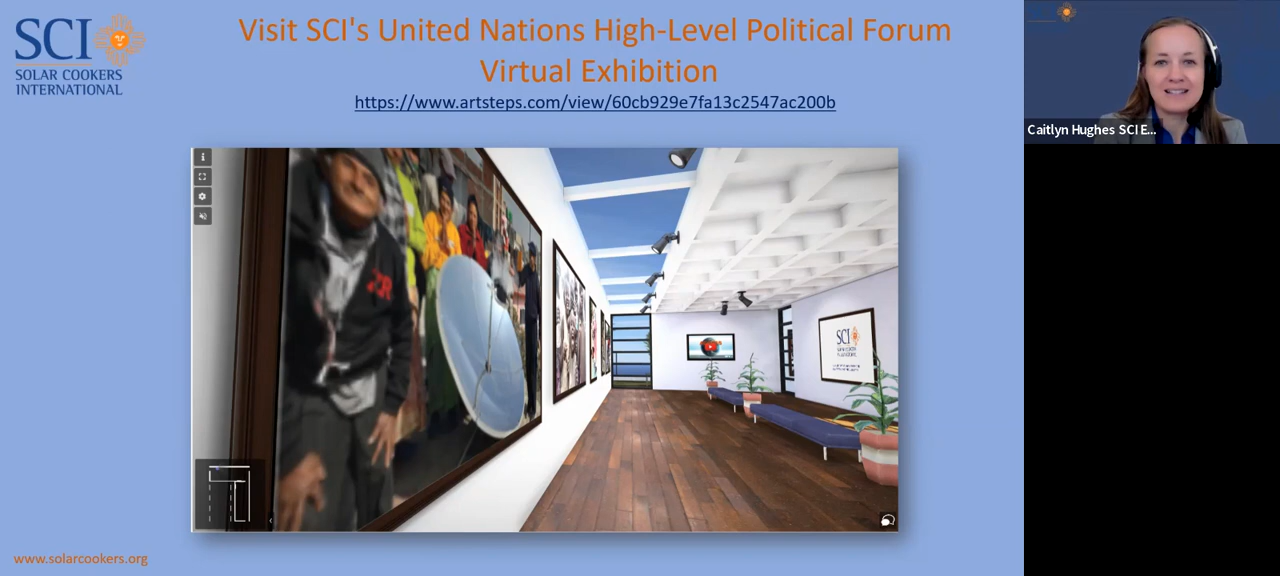 SCI
SOLAR COOKERS
INTERNATIONAL
Visit SCI's United Nations High-Level Political Forum
Virtual Exhibition
https://www.artsteps.com/view/60cb929e7fa13c2547ac200b
Caitlyn Hughes SCI E...
SCI
www.solarcookers.org